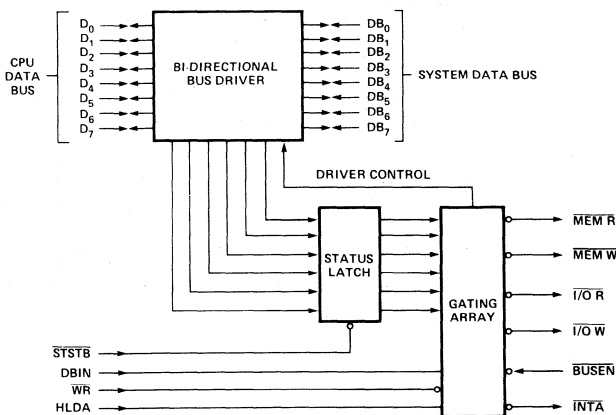 CPU
DATA
BUS
D0
D1
D2
D3
D4
D5
D6
D7
BI-DIRECTIONAL
BUS DRIVER
DB0
DB1
DB2
DB3
DB4
DB5
DB6
DB7
SYSTEM DATA BUS
DRIVER CONTROL
STATUS
LATCH
GATING
ARRAY
MEM R
MEM W
I/O R
I/O W
BUSEN
INTA
STSTB
DBIN
WR
HLDA